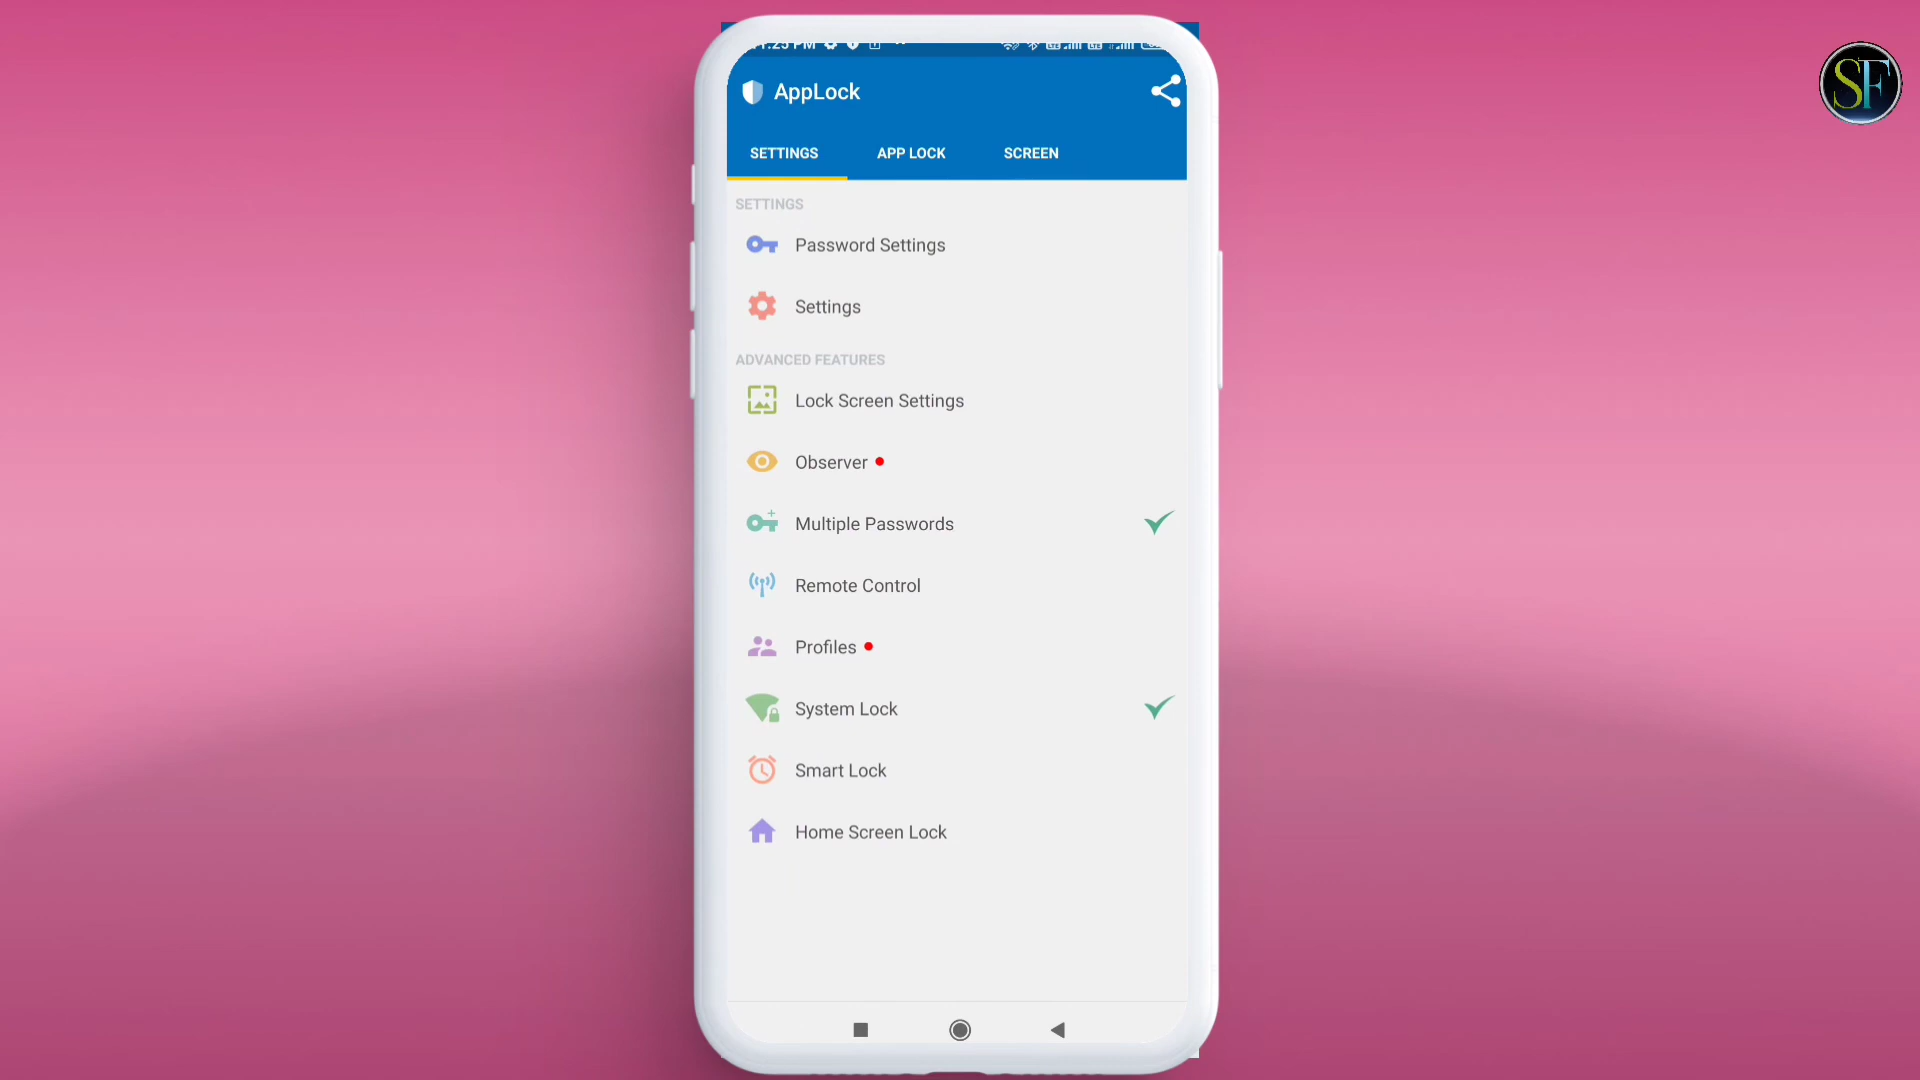 SF
AppLock
SETTINGS
APP LOCK
SCREEN
SETTINGS
Password Settings
Settings
ADVANCED FEATURES
Lock Screen Settings
Observer
Multiple Passwords
Remote Control
Profiles
System Lock
Smart Lock
Home Screen Lock